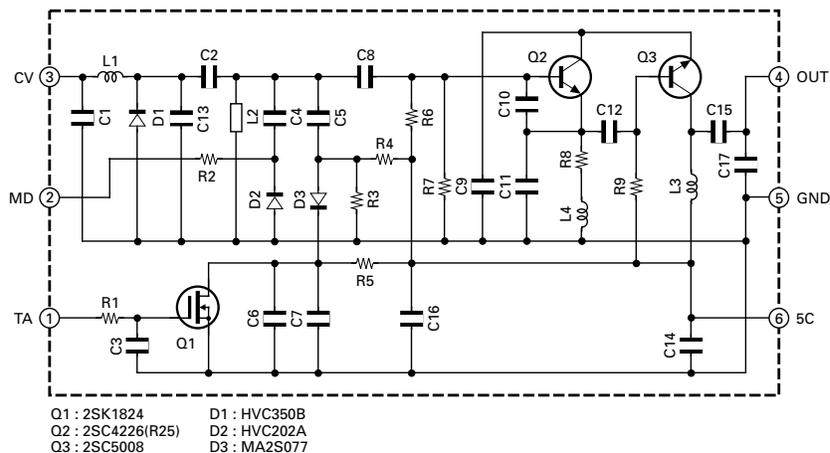 L1
C2
C8
Q2
Q3
CV 3
4 OUT
C1
D1
C13
L2
C4
C5
R6
C10
C12
C15
R2
R4
R8
C17
MD 2
D2
D3
R3
R7
C9
C11
L4
R9
L3
5 GND
R5
TA 1
R1
C3
Q1
C6
C7
C16
C14
6 5C
Q1 : 2SK1824 D1 : HVC350B
Q2 : 2SC4226(R25) D2 : HVC202A
Q3 : 2SC5008 D3 : MA2S077